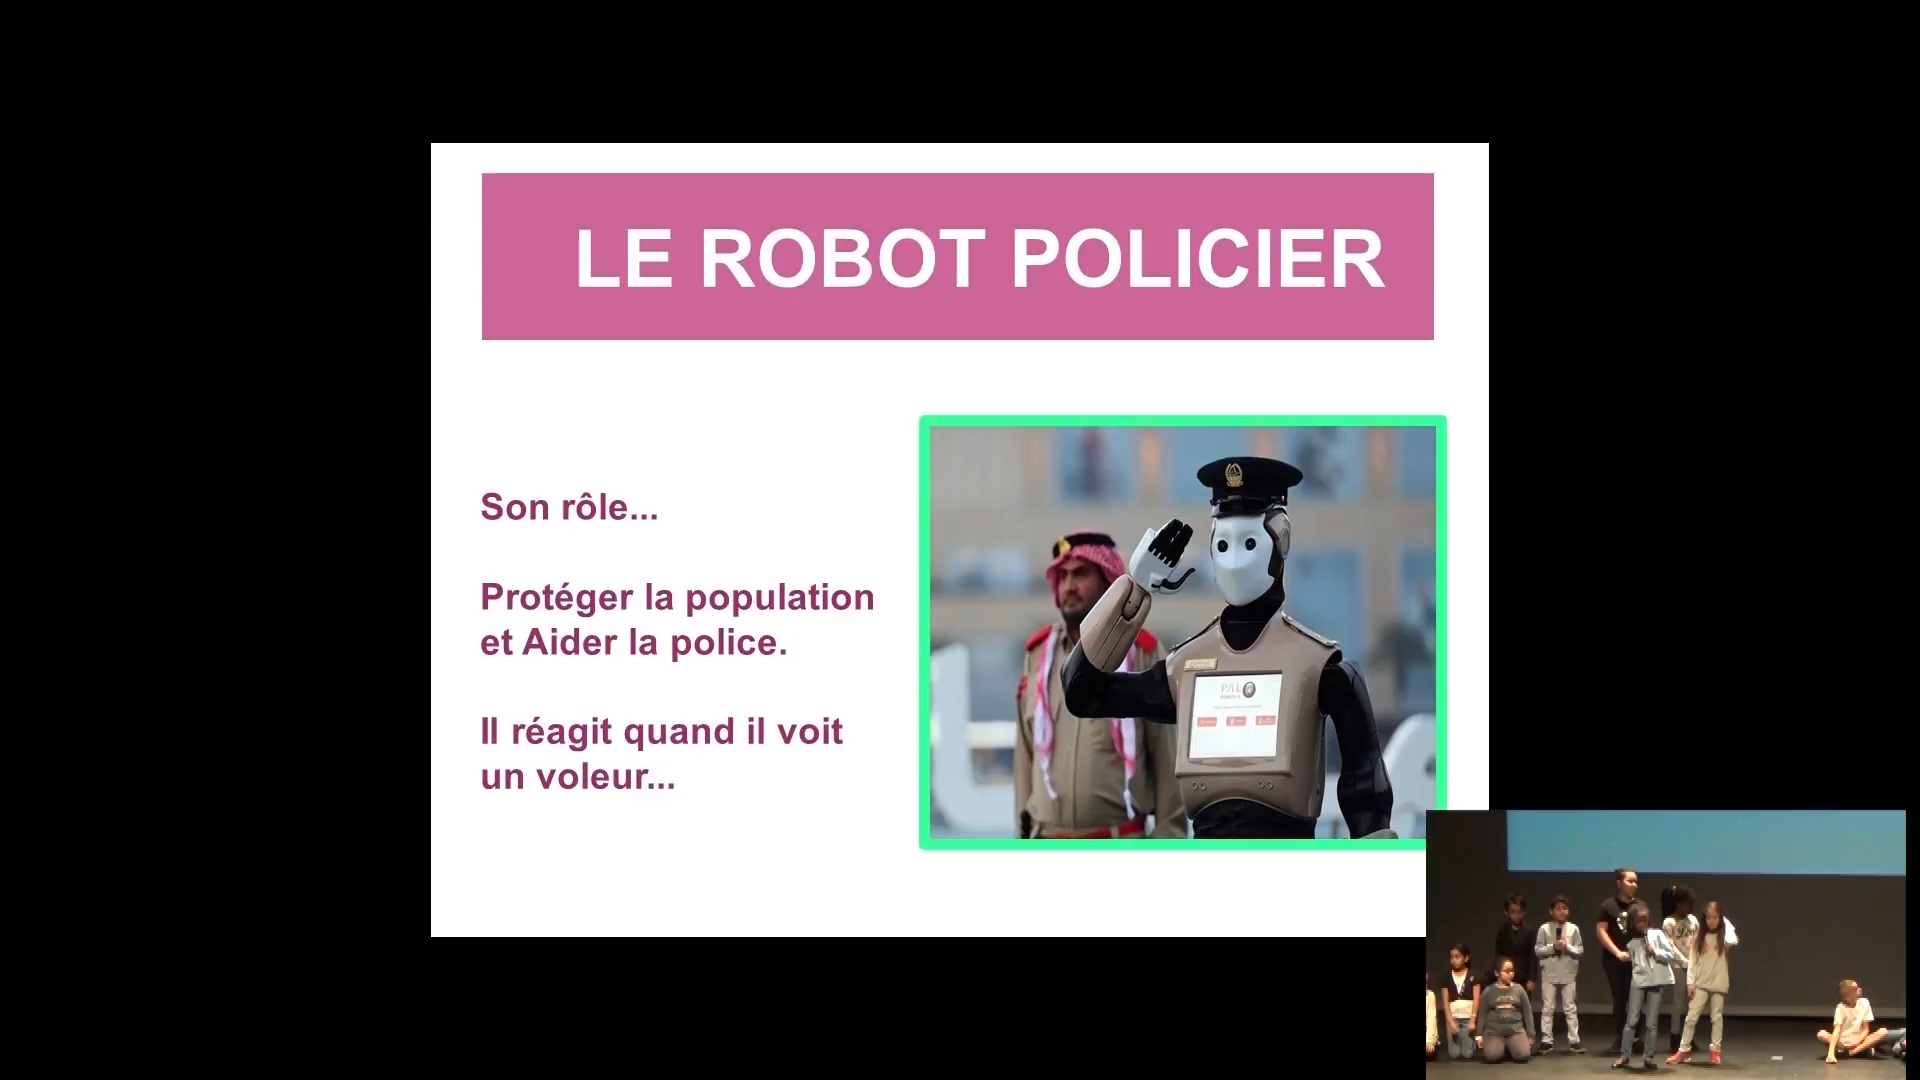 LE ROBOT POLICIER
Son rôle...
Protéger la population
et Aider la police.
Il réagit quand il voit
un voleur...
PAL